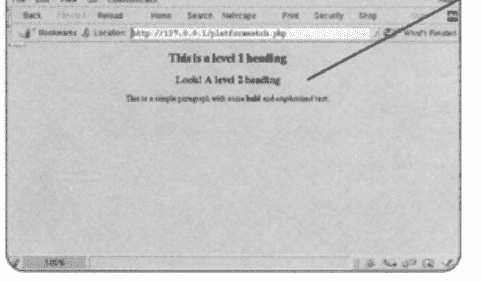 Back Reload Home Search Netscape Print Security Shop
Bookmarks Location: http://127.0.0.1/platformmatch.php What's Related
This is a level 1 heading
Look! A level 2 heading
This is a simple paragraph with some bold and emphasized text.
100%